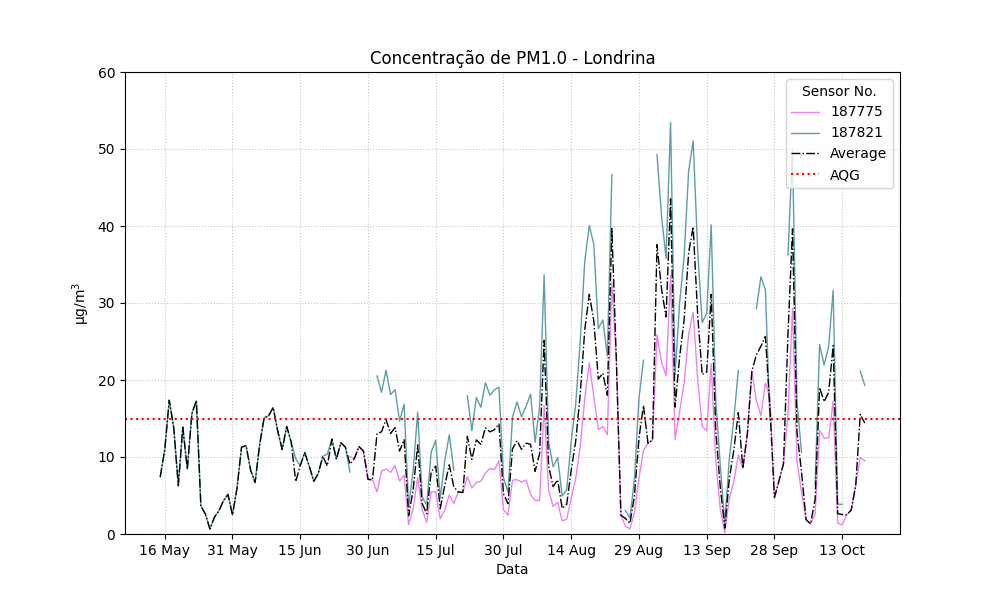 Concentração de PM1.0 - Londrina
60
50
40
30
20
10
0
µg/m³
Sensor No.
187775
187821
Average
AQG
16 May 31 May 15 Jun 30 Jun 15 Jul 30 Jul 14 Aug 29 Aug 13 Sep 28 Sep 13 Oct
Data